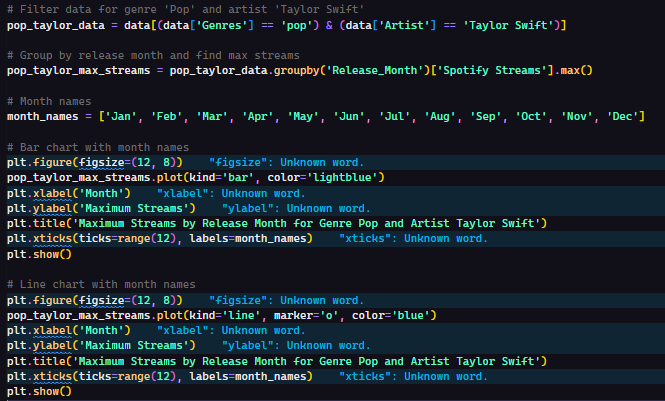 # Filter data for genre 'Pop' and artist 'Taylor Swift'
pop_taylor_data = data[(data['Genres'] == 'pop') & (data['Artist'] == 'Taylor Swift')]
# Group by release month and find max streams
pop_taylor_max_streams = pop_taylor_data.groupby('Release_Month')['Spotify Streams'].max()
# Month names
month_names = ['Jan', 'Feb', 'Mar', 'Apr', 'May', 'Jun', 'Jul', 'Aug', 'Sep', 'Oct', 'Nov', 'Dec']
# Bar chart with month names
plt.figure(figsize=(12, 8))    "figsize": Unknown word.
pop_taylor_max_streams.plot(kind='bar', color='lightblue')
plt.xlabel('Month')    "xlabel": Unknown word.
plt.ylabel('Maximum Streams')    "ylabel": Unknown word.
plt.title('Maximum Streams by Release Month for Genre Pop and Artist Taylor Swift')
plt.xticks(ticks=range(12), labels=month_names)    "xticks": Unknown word.
plt.show()
# Line chart with month names
plt.figure(figsize=(12, 8))    "figsize": Unknown word.
pop_taylor_max_streams.plot(kind='line', marker='o', color='blue')
plt.xlabel('Month')    "xlabel": Unknown word.
plt.ylabel('Maximum Streams')    "ylabel": Unknown word.
plt.title('Maximum Streams by Release Month for Genre Pop and Artist Taylor Swift')
plt.xticks(ticks=range(12), labels=month_names)    "xticks": Unknown word.
plt.show()